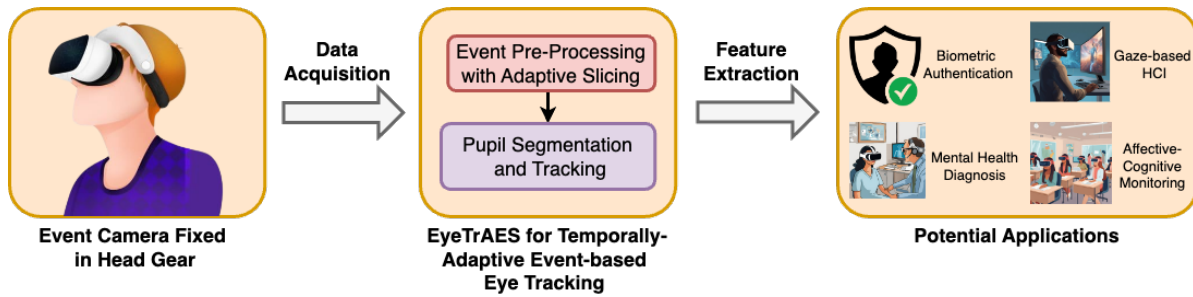 Data
Acquisition
Event Pre-Processing
with Adaptive Slicing
Pupil Segmentation
and Tracking
Feature
Extraction
Biometric
Authentication
Gaze-based
HCI
Mental Health
Diagnosis
Affective-
Cognitive
Monitoring
Event Camera Fixed
in Head Gear
EyeTrAES for Temporally-
Adaptive Event-based
Eye Tracking
Potential Applications